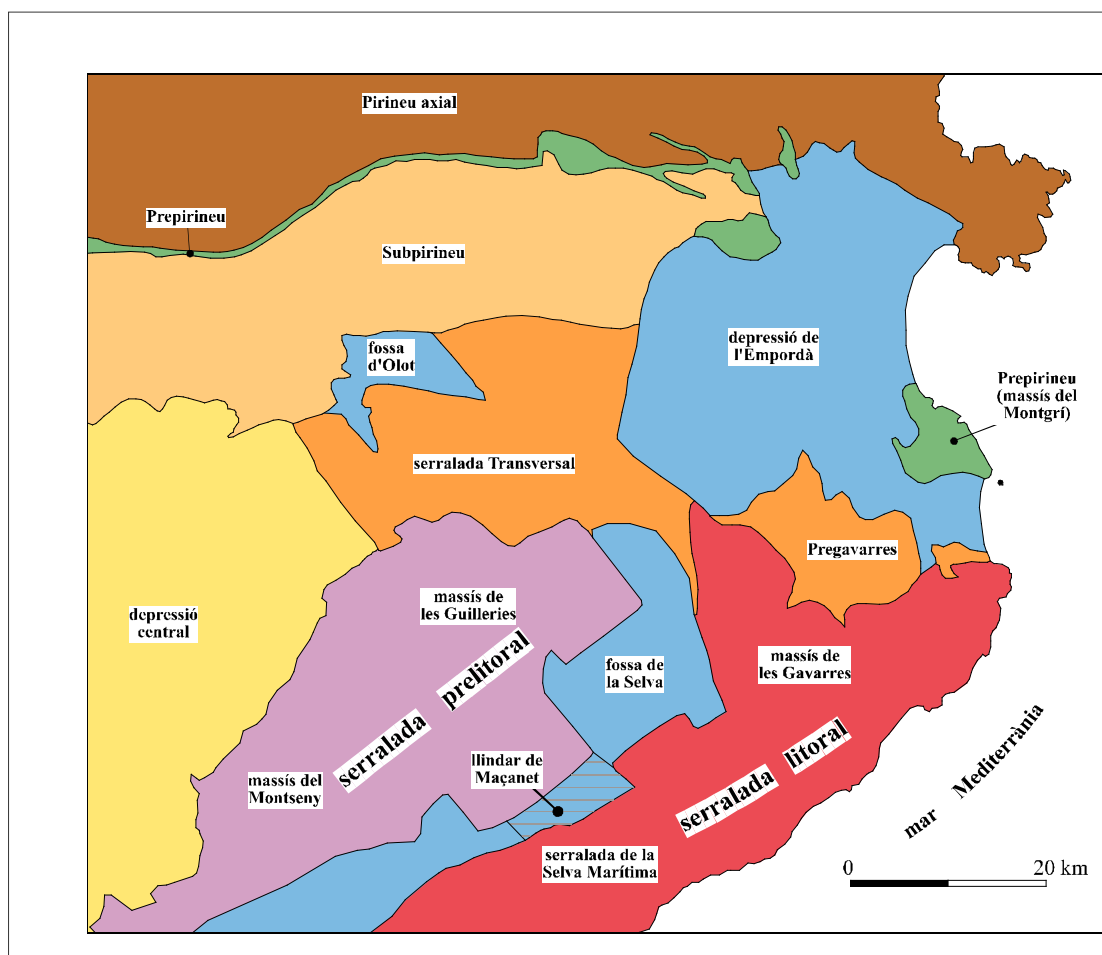 Pirineu axial
Prepirineu
Subpirineu
fossa
d'Olot
depressió de
l'Empordà
Prepirineu
(massís del
Montgrí)
serralada Transversal
Pregavarres
massís de
les Guilleries
depressió
central
serralada prelitoral
fossa de
la Selva
massís de
les Gavarres
massís del
Montseny
llindar de
Maçanet
serralada litoral
mar Mediterrània
serralada de la
Selva Marítima
0 20 km